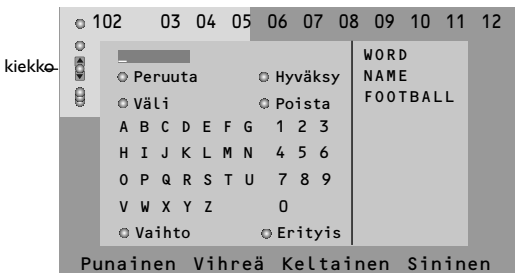 102 03 04 05 06 07 08 09 10 11 12
kiekko
WORD
NAME
FOOTBALL
Peruuta Hyväksy
Väli Poista
A B C D E F G 1 2 3
H I J K L M N 4 5 6
O P Q R S T U 7 8 9
V W X Y Z 0
Vaihto Erityis
Punainen Vihreä Keltainen Sininen